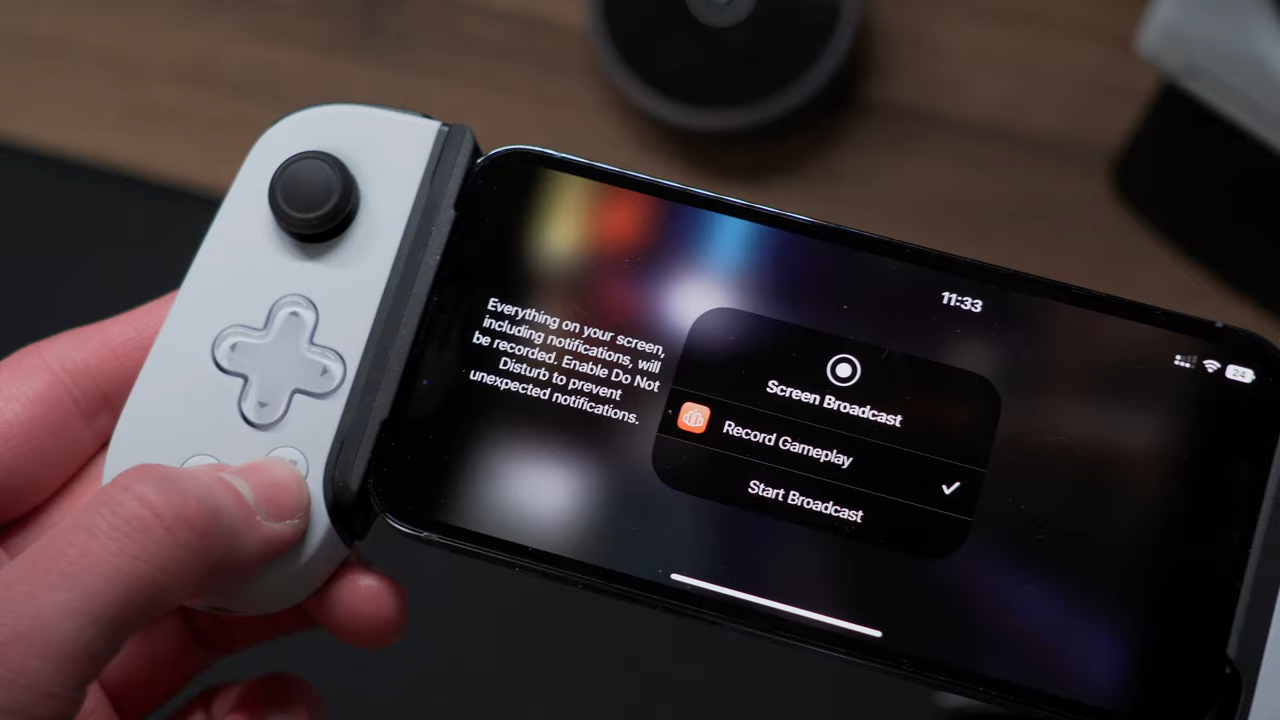 11:33
24
Everything on your screen,
including notifications, will
be recorded. Enable Do Not
Disturb to prevent
unexpected notifications.
Screen Broadcast
Record Gameplay
Start Broadcast